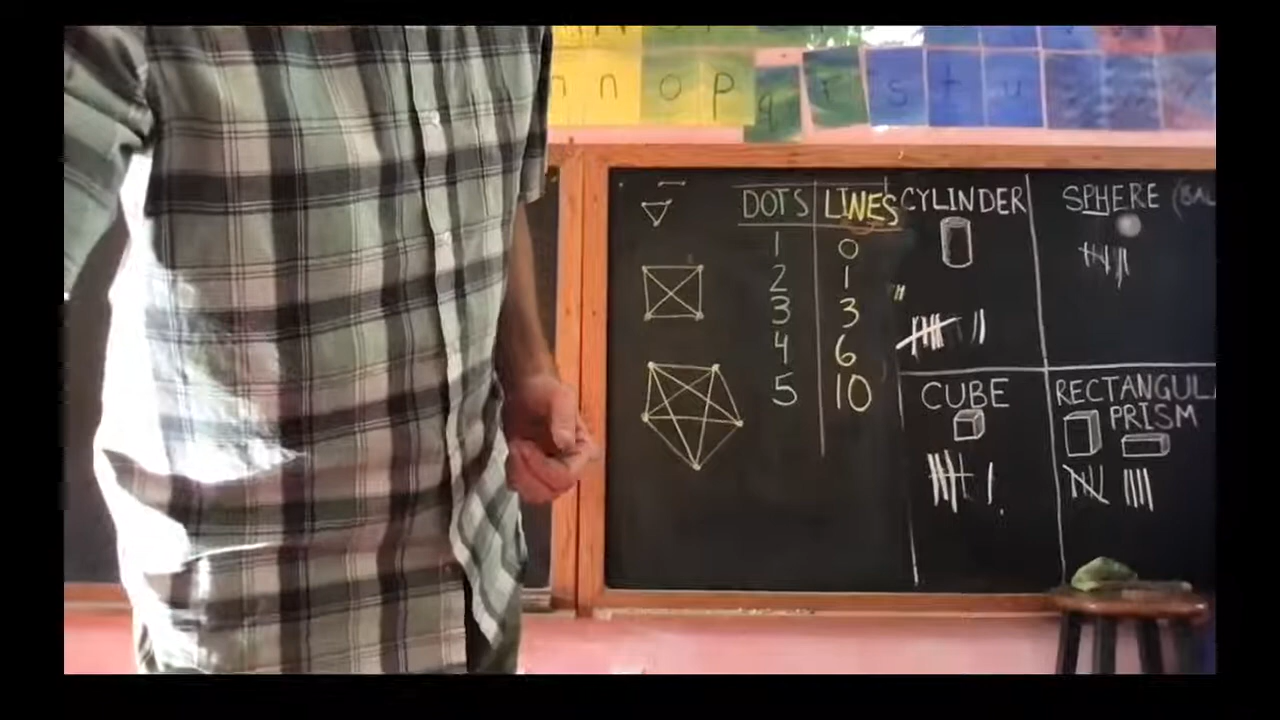 n n o p q r s t u
DOTS LINES
1 0
2 1
3 3
4 6
5 10
CYLINDER
SPHERE
CUBE
RECTANGUL
PRISM